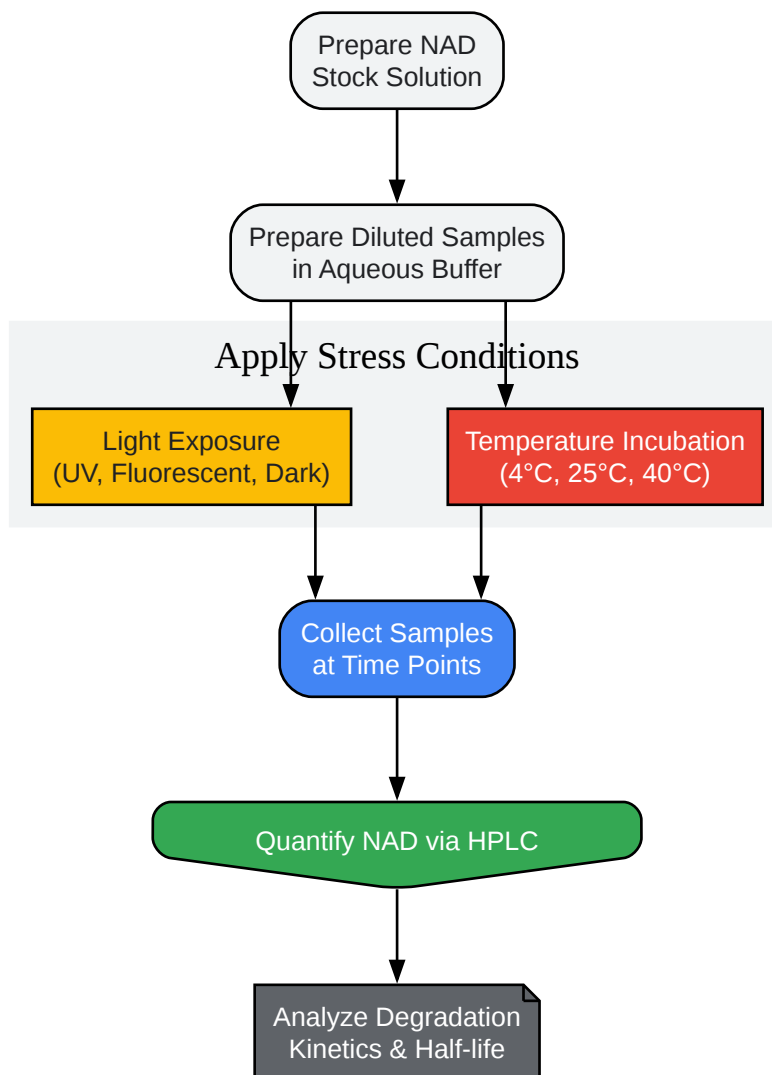 Prepare NAD
Stock Solution
Prepare Diluted Samples
in Aqueous Buffer
Apply Stress Conditions
Light Exposure
(UV, Fluorescent, Dark)
Temperature Incubation
(4°C, 25°C, 40°C)
Collect Samples
at Time Points
Quantify NAD via HPLC
Analyze Degradation
Kinetics & Half-life